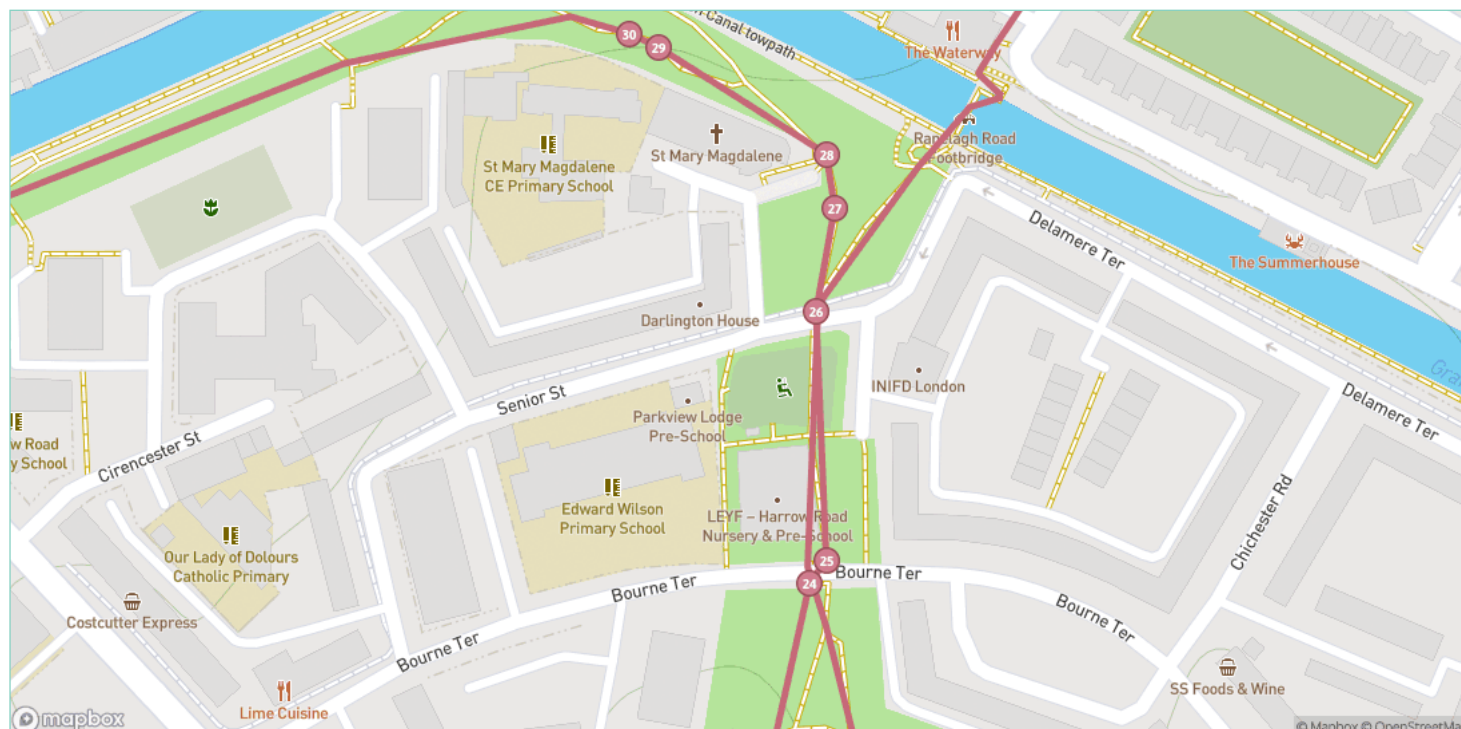 n Canal towpath
30
29
The Waterway
28
Ranelagh Road
Footbridge
St Mary Magdalene
St Mary Magdalene
CE Primary School
27
Delamere Ter
The Summerhouse
26
Darlington House
Senior St
INIFD London
Parkview Lodge
Pre-School
Delamere Ter
w Road
y School
Cirencester St
Edward Wilson
Primary School
LEYF – Harrow Road
Nursery & Pre-School
Chichester Rd
Our Lady of Dolours
Catholic Primary
25
24
Bourne Ter
Bourne Ter
Bourne Ter
Bourne Ter
Costcutter Express
SS Foods & Wine
Lime Cuisine
mapbox
© Mapbox © OpenStreetMa